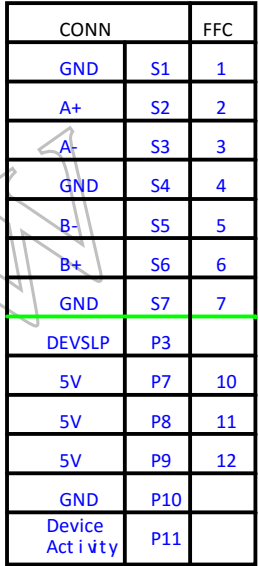 CONN FFC
GND S1 1
A+ S2 2
A- S3 3
GND S4 4
B- S5 5
B+ S6 6
GND S7 7
DEVSLP P3
5V P7 10
5V P8 11
5V P9 12
GND P10
Device
Activity P11